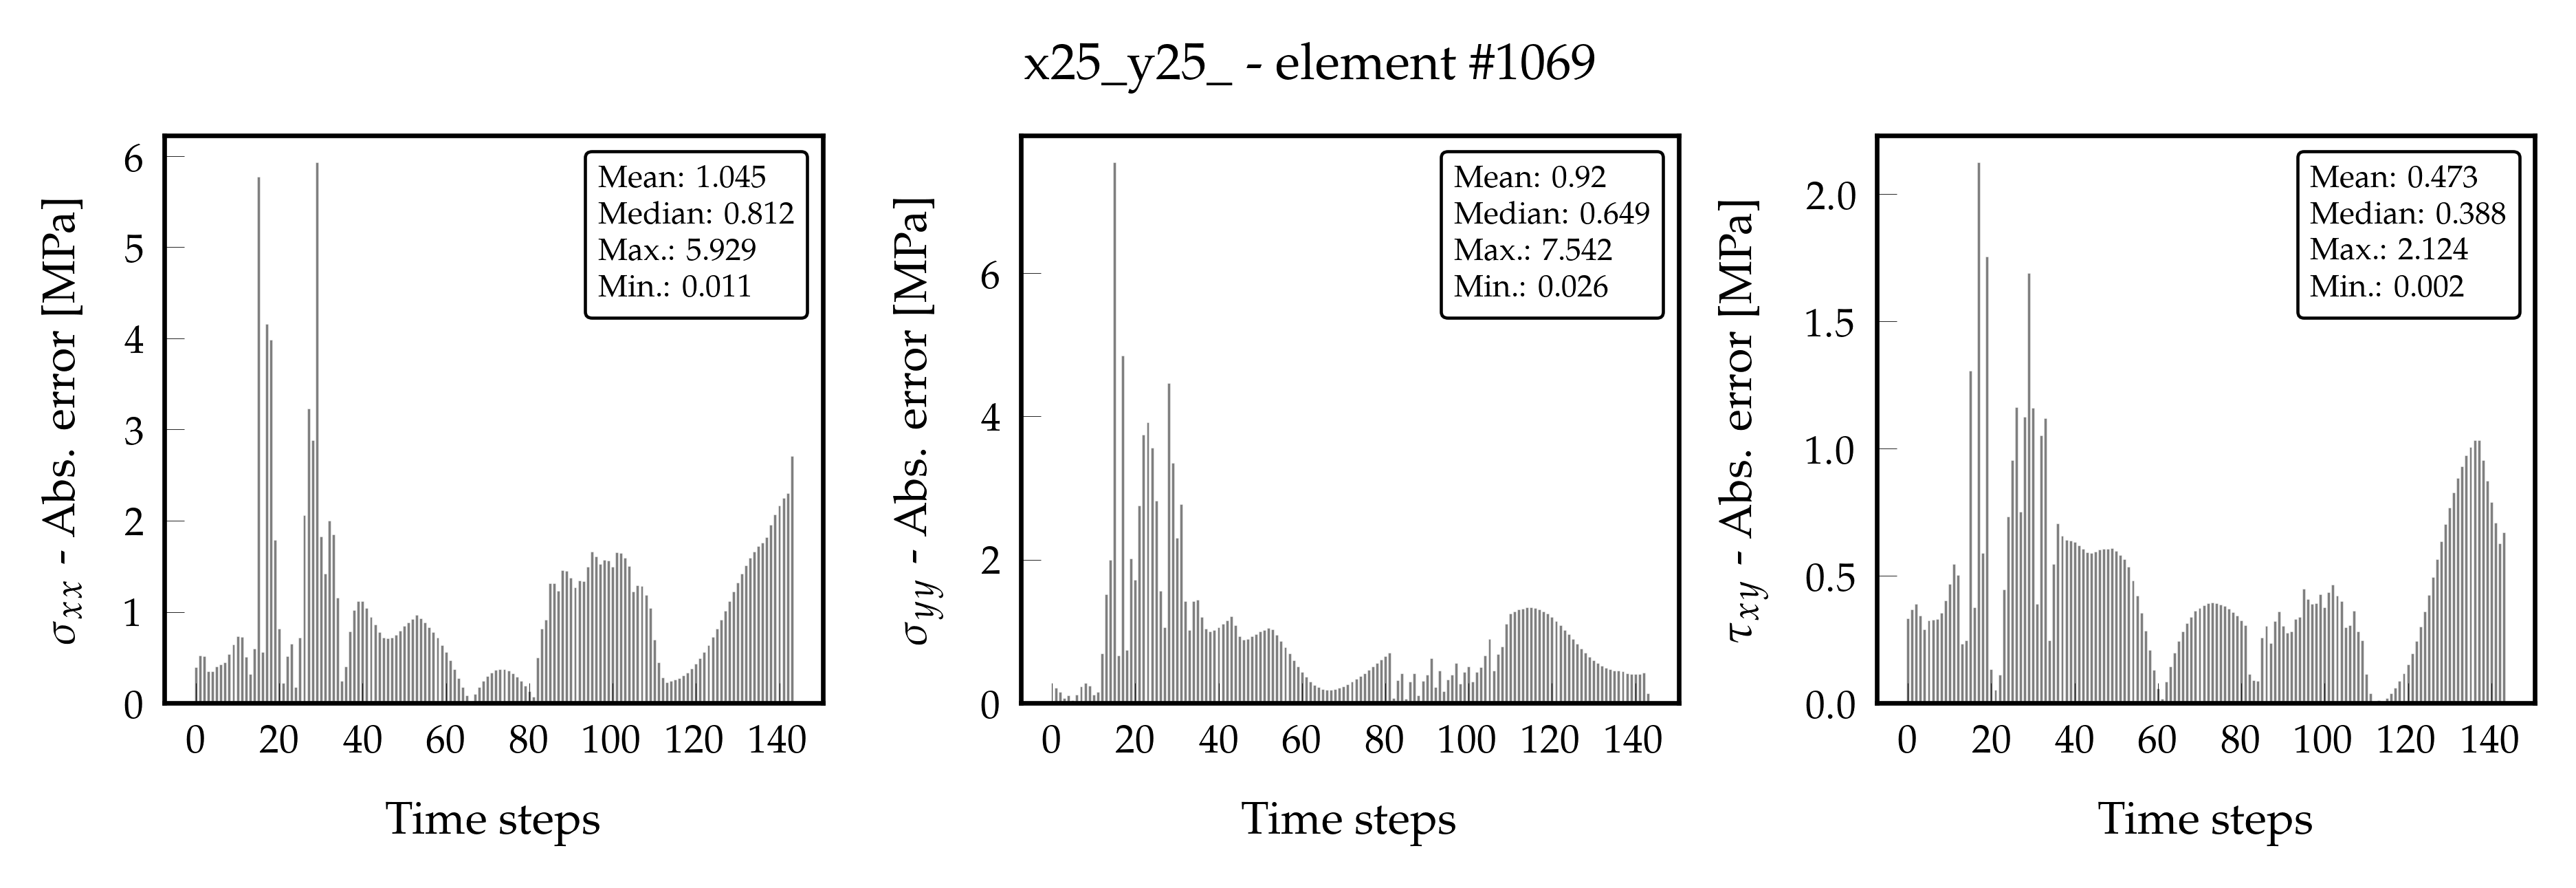 x25_y25_ - element #1069
σxx - Abs. error [MPa]
6
5
4
3
2
1
0
Mean: 1.045
Median: 0.812
Max.: 5.929
Min.: 0.011
0 20 40 60 80 100 120 140
Time steps
σyy - Abs. error [MPa]
6
4
2
0
Mean: 0.92
Median: 0.649
Max.: 7.542
Min.: 0.026
0 20 40 60 80 100 120 140
Time steps
τxy - Abs. error [MPa]
2.0
1.5
1.0
0.5
0.0
Mean: 0.473
Median: 0.388
Max.: 2.124
Min.: 0.002
0 20 40 60 80 100 120 140
Time steps